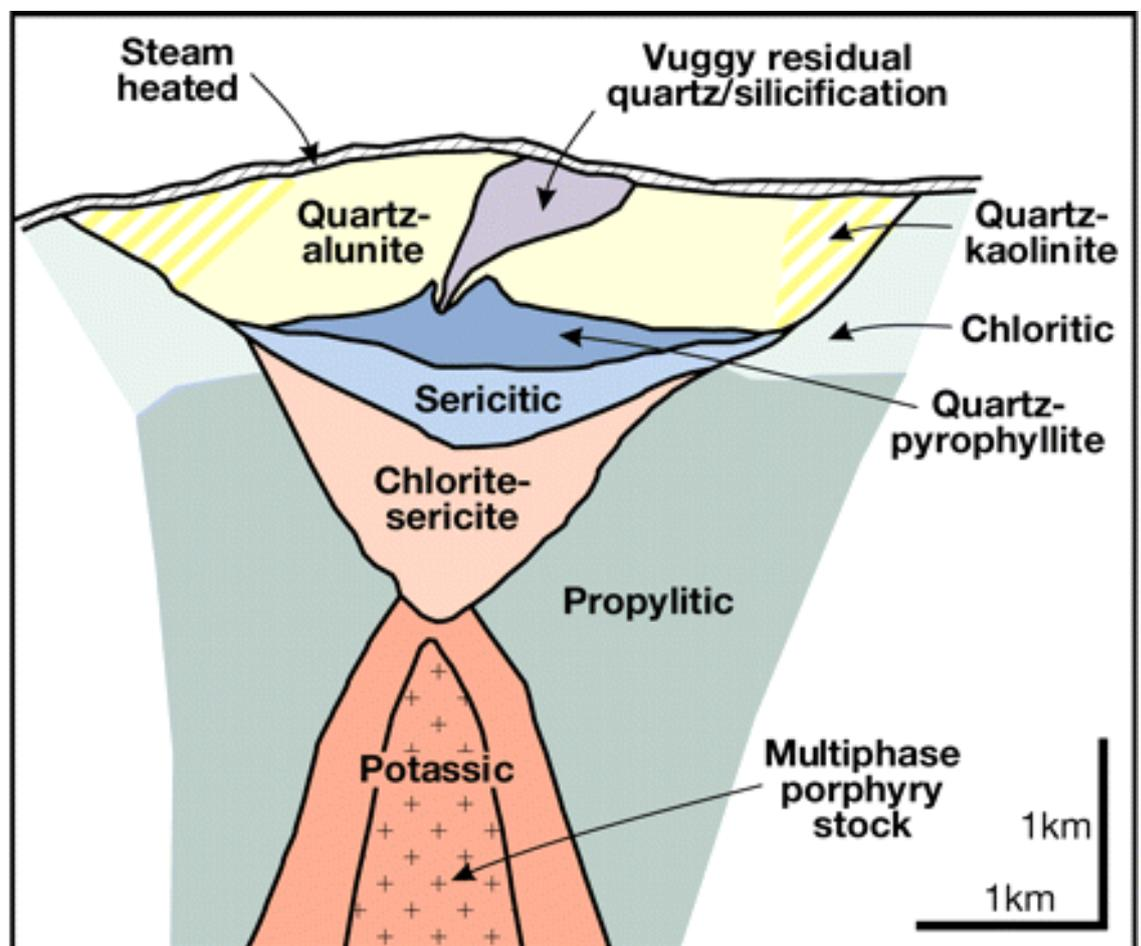 Steam
heated
Vuggy residual
quartz/silicification
Quartz-
alunite
Quartz-
kaolinite
Chloritic
Sericitic
Quartz-
pyrophyllite
Chlorite-
sericite
Propylitic
Potassic
Multiphase
porphyry
stock
1km
1km